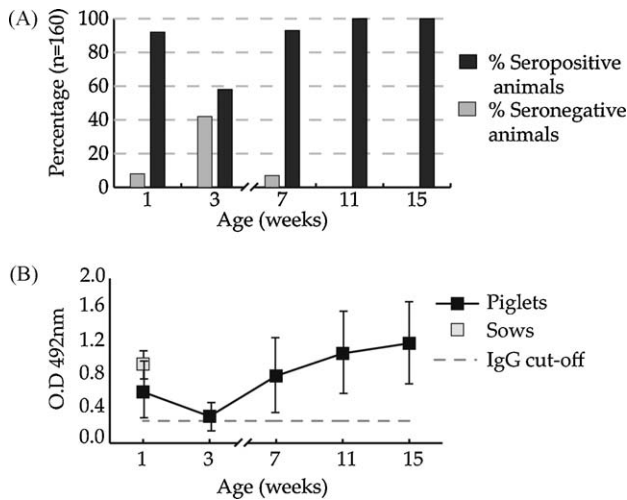 (A)
Percentage (n=160)
100
80
60
40
20
0
1
3
7
11
15
Age (weeks)
% Seropositive
animals
% Seronegative
animals
(B)
O.D 492nm
2.0
1.6
1.2
0.8
0.4
0.0
1
3
7
11
15
Age (weeks)
Piglets
Sows
IgG cut-off